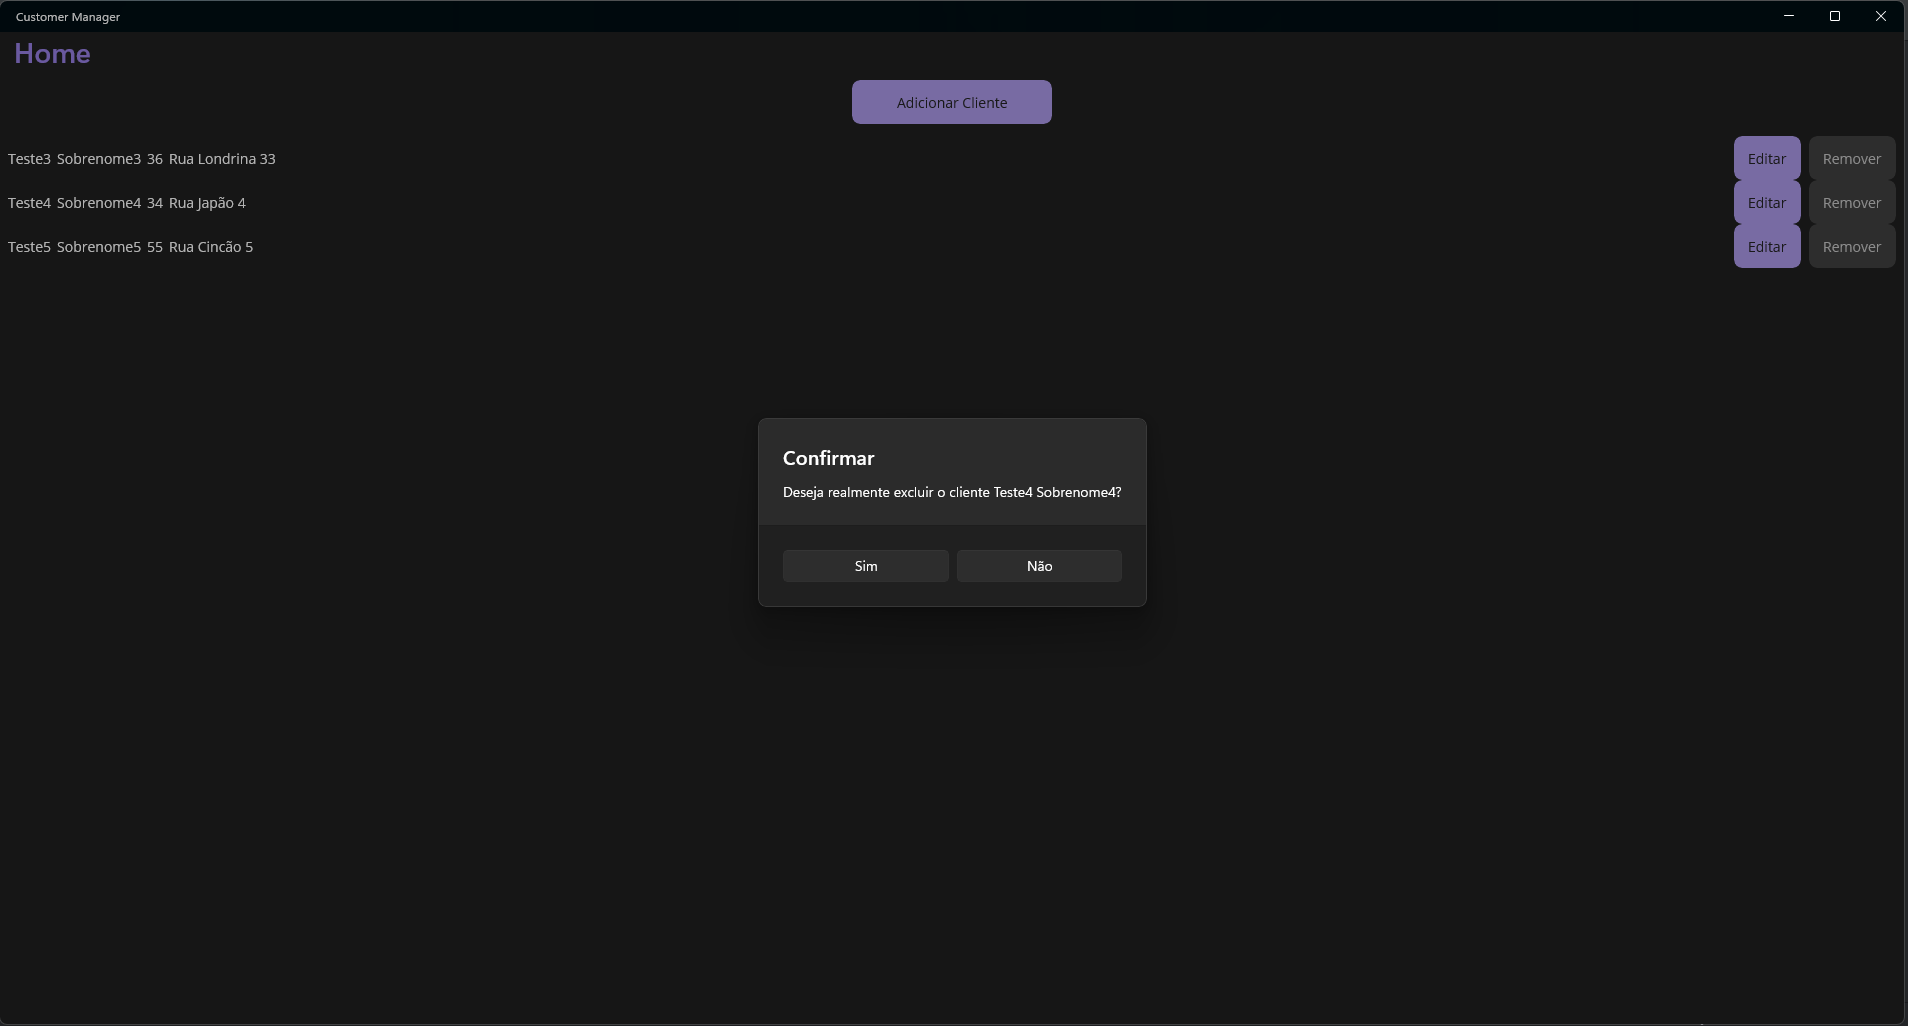 Customer Manager
Home
Adicionar Cliente
Teste3 Sobrenome3 36 Rua Londrina 33 Editar Remover
Teste4 Sobrenome4 34 Rua Japão 4 Editar Remover
Teste5 Sobrenome5 55 Rua Cincão 5 Editar Remover
Confirmar
Deseja realmente excluir o cliente Teste4 Sobrenome4?
Sim Não